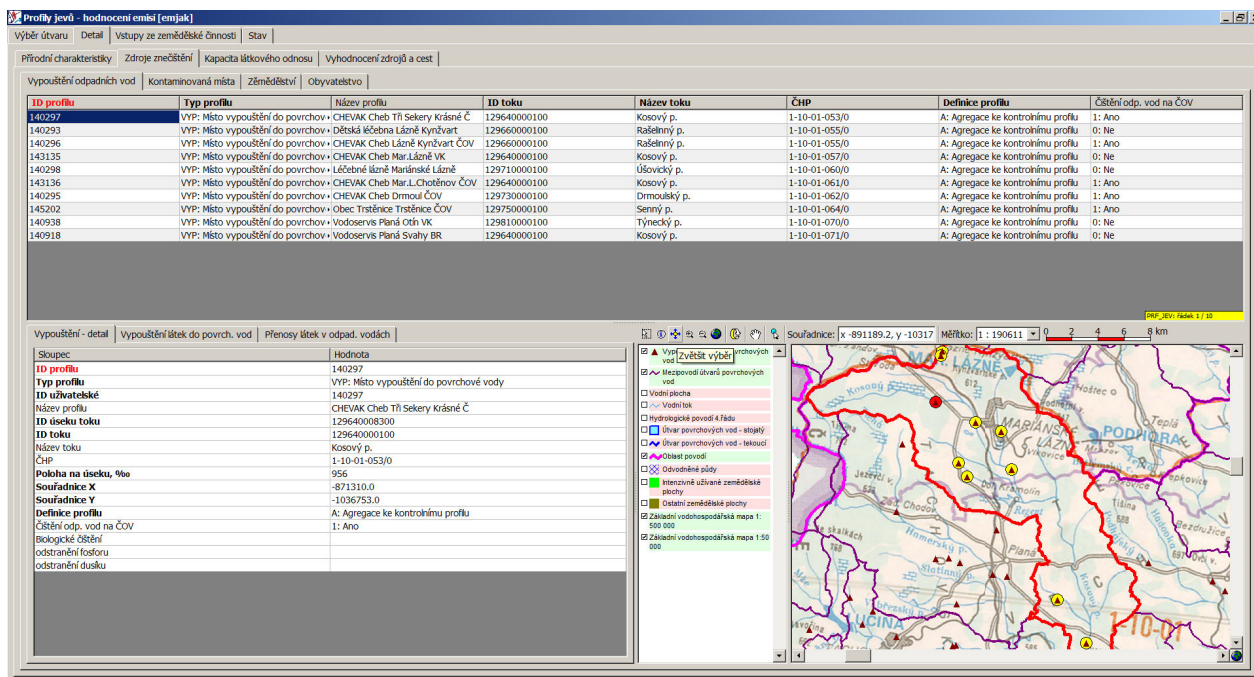 Profily jevů - hodnocení emisí [emjak]
Výběr útvaru Detail Vstupy ze zemědělské činnosti Stav
Přírodní charakteristiky Zdroje znečištění Kapacita látkového odnosu Vyhodnocení zdrojů a cest
Vypouštění odpadních vod Kontaminovaná místa Zěmědělství Obyvatelstvo
ID profilu Typ profilu Název profilu ID toku Název toku ČHP Definice profilu Čištění odp. vod na ČOV
140297 VYP: Místo vypouštění do povrchov CHEVAK Cheb Tři Sekery Krásné Č 129640000100 Kosový p. 1-10-01-053/0 A: Agregace ke kontrolnímu profilu 1: Ano
140293 VYP: Místo vypouštění do povrchov Dětská léčebna Lázně Kynžvart 129660000100 Rašelinný p. 1-10-01-055/0 A: Agregace ke kontrolnímu profilu 0: Ne
140296 VYP: Místo vypouštění do povrchov CHEVAK Cheb Lázně Kynžvart ČOV 129660000100 Rašelinný p. 1-10-01-055/0 A: Agregace ke kontrolnímu profilu 1: Ano
143135 VYP: Místo vypouštění do povrchov CHEVAK Cheb Mar.Lázně VK 129640000100 Kosový p. 1-10-01-057/0 A: Agregace ke kontrolnímu profilu 0: Ne
140298 VYP: Místo vypouštění do povrchov Léčebné lázně Mariánské Lázně 129710000100 Úšovický p. 1-10-01-060/0 A: Agregace ke kontrolnímu profilu 0: Ne
143136 VYP: Místo vypouštění do povrchov CHEVAK Cheb Mar.L.Chotěnov ČOV 129640000100 Kosový p. 1-10-01-061/0 A: Agregace ke kontrolnímu profilu 1: Ano
140295 VYP: Místo vypouštění do povrchov CHEVAK Cheb Drmoul ČOV 129730000100 Drmoulský p. 1-10-01-062/0 A: Agregace ke kontrolnímu profilu 1: Ano
145202 VYP: Místo vypouštění do povrchov Obec Trstěnice Trstěnice ČOV 129750000100 Senný p. 1-10-01-064/0 A: Agregace ke kontrolnímu profilu 1: Ano
140938 VYP: Místo vypouštění do povrchov Vodoservis Planá Otín VK 129810000100 Týnecký p. 1-10-01-070/0 A: Agregace ke kontrolnímu profilu 0: Ne
140918 VYP: Místo vypouštění do povrchov Vodoservis Planá Svahy BR 129640000100 Kosový p. 1-10-01-071/0 A: Agregace ke kontrolnímu profilu 0: Ne
PRF_JEV: řádek 1 / 10
Vypouštění - detail Vypouštění látek do povrch. vod Přenosy látek v odpad. vodách
Sloupec Hodnota
ID profilu 140297
Typ profilu VYP: Místo vypouštění do povrchové vody
ID uživatelské 140297
Název profilu CHEVAK Cheb Tři Sekery Krásné Č
ID úseku toku 129640008300
ID toku 129640000100
Název toku Kosový p.
ČHP 1-10-01-053/0
Poloha na úseku, ‰ 956
Souřadnice X -871310.0
Souřadnice Y -1036753.0
Definice profilu A: Agregace ke kontrolnímu profilu
Čištění odp. vod na ČOV 1: Ano
Biologické čištění
odstranění fosforu
odstranění dusíku
Souřadnice: x -891189.2, y -10317 Měřítko: 1 : 190611 0 2 4 6 8 km
Zvětšit výběr
vrchových
vod
Mezipovodí útvarů povrchových
vod
Vodní plocha
Vodní tok
Hydrologické povodí 4.řádu
Útvar povrchových vod - stojatý
Útvar povrchových vod - tekoucí
Oblast povodí
Odvodněné půdy
Intenzivně užívané zemědělské
plochy
Ostatní zemědělské plochy
Základní vodohospodářská mapa 1:
500 000
Základní vodohospodářská mapa 1:50
000
Kosový p.
MARIÁNSKÉ
LÁZNĚ
PODHORA
Teplá
Chodov
Hamerský p.
Planá
Slatinný p.
Tišina
Bezdružice
LUČINA
1-10-01